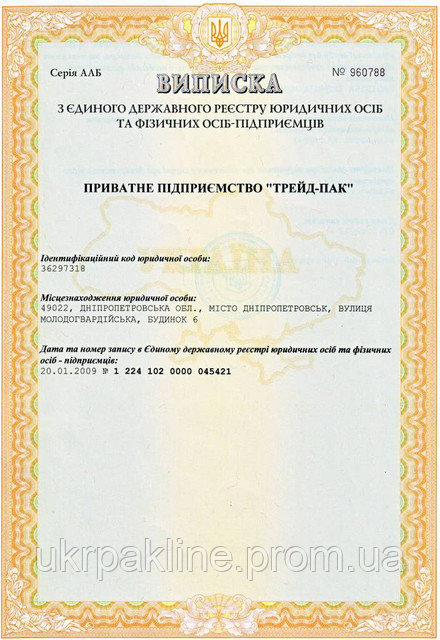 Серія ААБ
№ 960788
ВИПИСКА
З ЄДИНОГО ДЕРЖАВНОГО РЕЄСТРУ ЮРИДИЧНИХ ОСІБ
ТА ФІЗИЧНИХ ОСІБ-ПІДПРИЄМЦІВ
ПРИВАТНЕ ПІДПРИЄМСТВО "ТРЕЙД-ПАК"
Ідентифікаційний код юридичної особи:
36297318
Місцезнаходження юридичної особи:
49022, ДНІПРОПЕТРОВСЬКА ОБЛ., МІСТО ДНІПРОПЕТРОВСЬК, ВУЛИЦЯ
МОЛОДОГВАРДІЙСЬКА, БУДИНОК 6
Дата та номер запису в Єдиному державному реєстрі юридичних осіб та фізичних
осіб - підприємців:
20.01.2009 № 1 224 102 0000 045421
ukrpakline.prom.ua